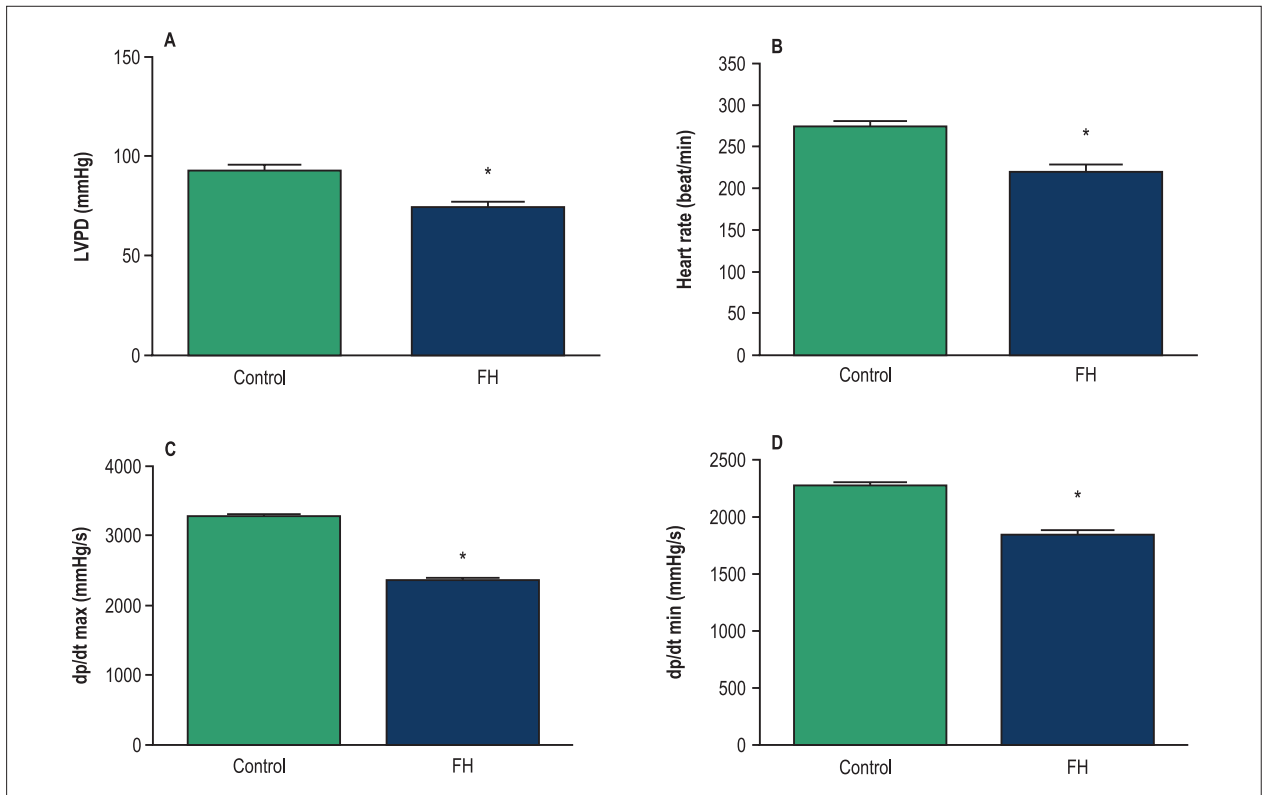 A
150
100
50
0
LVPD (mmHg)
*
Control
FH
B
350
300
250
200
150
100
50
0
Heart rate (beat/min)
*
Control
FH
C
4000
3000
2000
1000
0
dp/dt max (mmHg/s)
*
Control
FH
D
2500
2000
1500
1000
500
0
dp/dt min (mmHg/s)
*
Control
FH